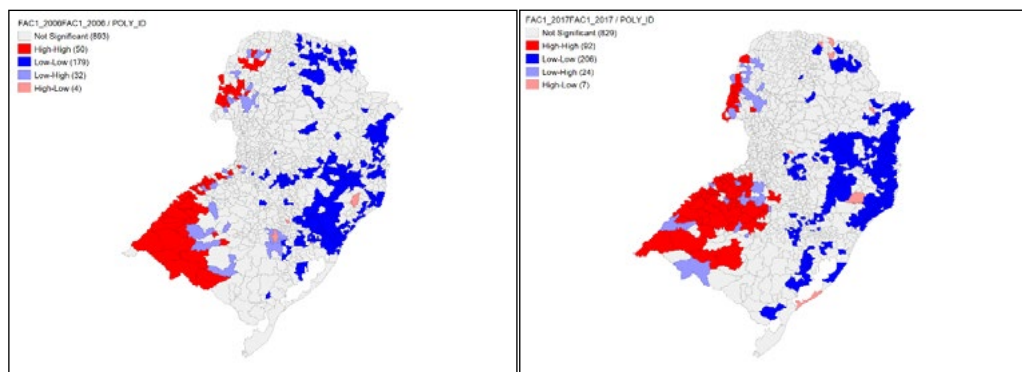 FAC1_2006FAC1_2006 / POLY_ID
Not Significant (893)
High-High (50)
Low-Low (179)
Low-High (32)
High-Low (4)
FAC1_2017FAC1_2017 / POLY_ID
Not Significant (829)
High-High (92)
Low-Low (206)
Low-High (24)
High-Low (7)